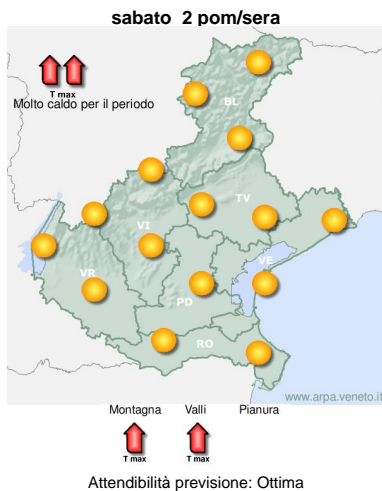 sabato 2 pom/sera
T max
Molto caldo per il periodo
BL
TV
VI
VE
VR
PD
RO
www.arpa.veneto.it
Montagna Valli Pianura
T max T max
Attendibilità previsione: Ottima